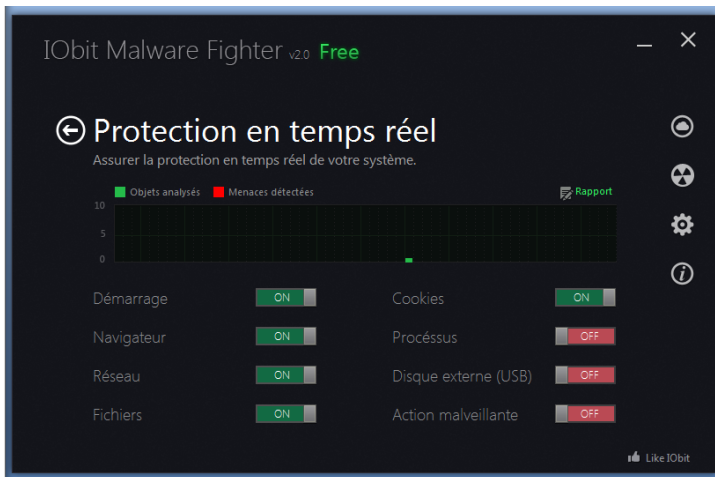 IObit Malware Fighter v2.0 Free
Protection en temps réel
Assurer la protection en temps réel de votre système.
Objets analysés Menaces détectées Rapport
10
5
0
Démarrage ON Cookies ON
Navigateur ON Procéssus OFF
Réseau ON Disque externe (USB) OFF
Fichiers ON Action malveillante OFF
Like IObit